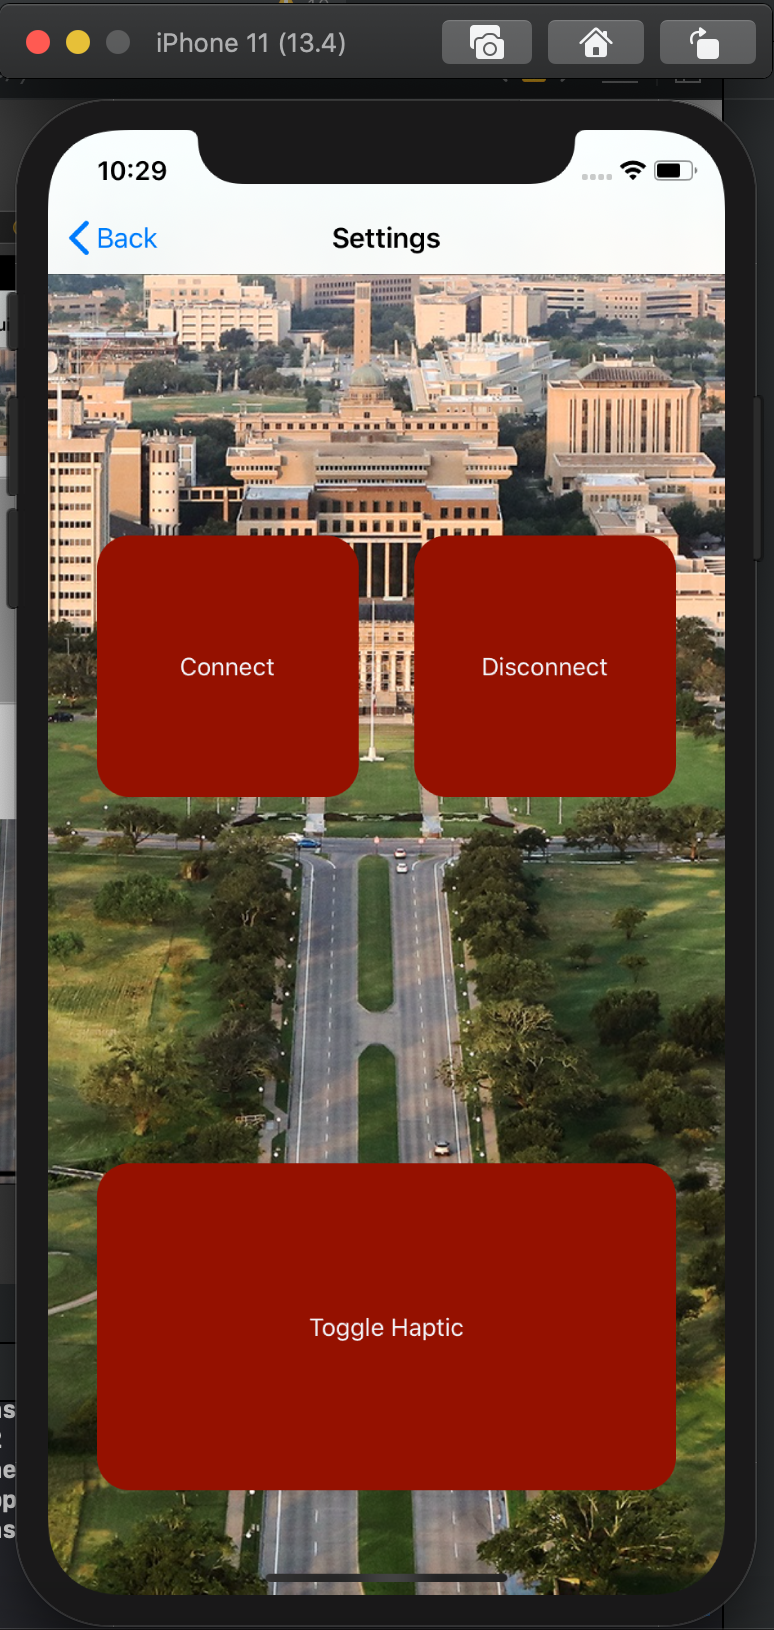 iPhone 11 (13.4)
10:29
Back
Settings
Connect
Disconnect
Toggle Haptic